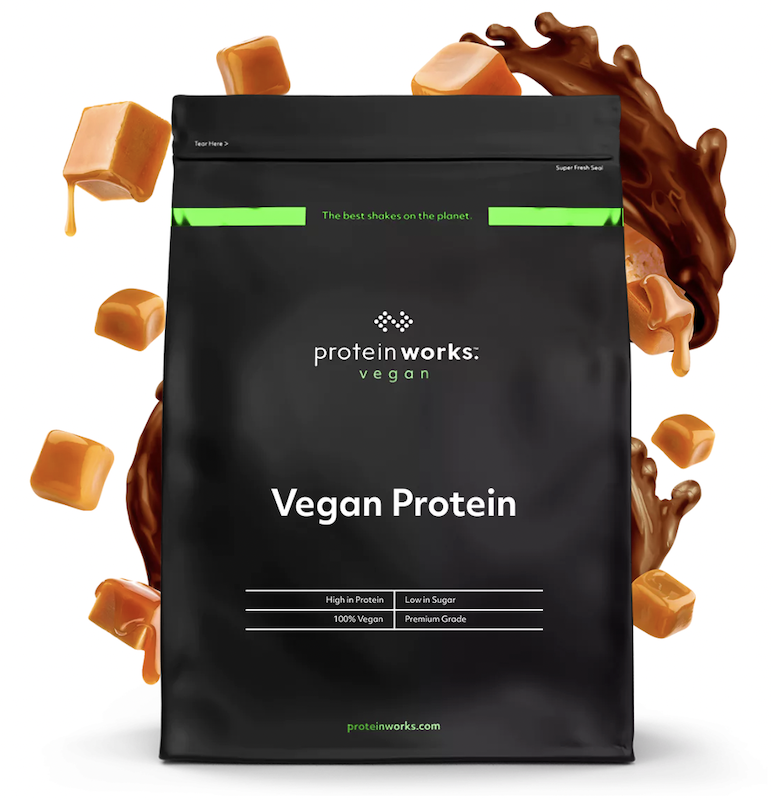 Tear Here >
Super Fresh Seal
The best shakes on the planet.
protein works.™
vegan
Vegan Protein
High in Protein
Low in Sugar
100% Vegan
Premium Grade
proteinworks.com